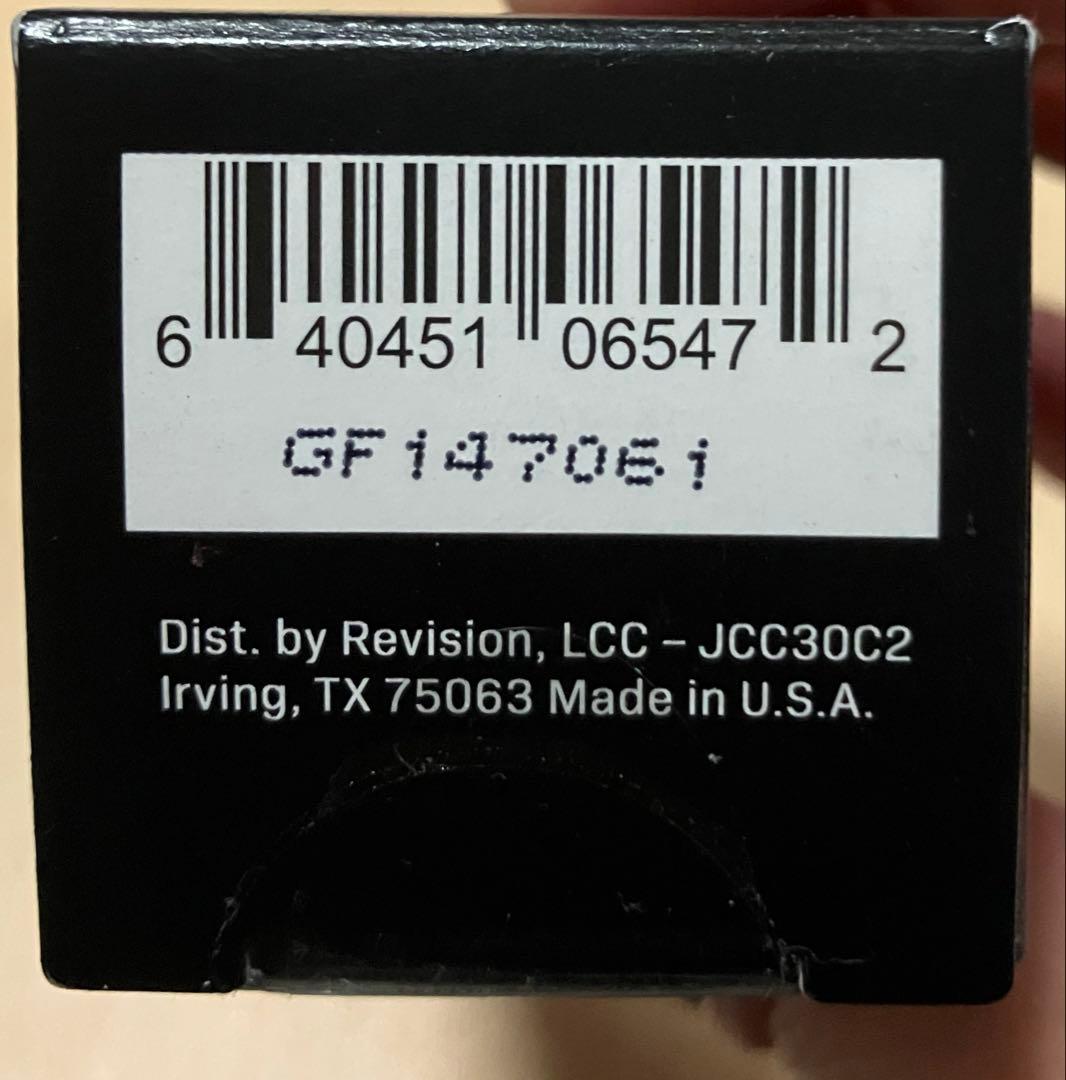 6 40451 06547 2
GF147061
Dist. by Revision, LCC – JCC30C2
Irving, TX 75063 Made in U.S.A.